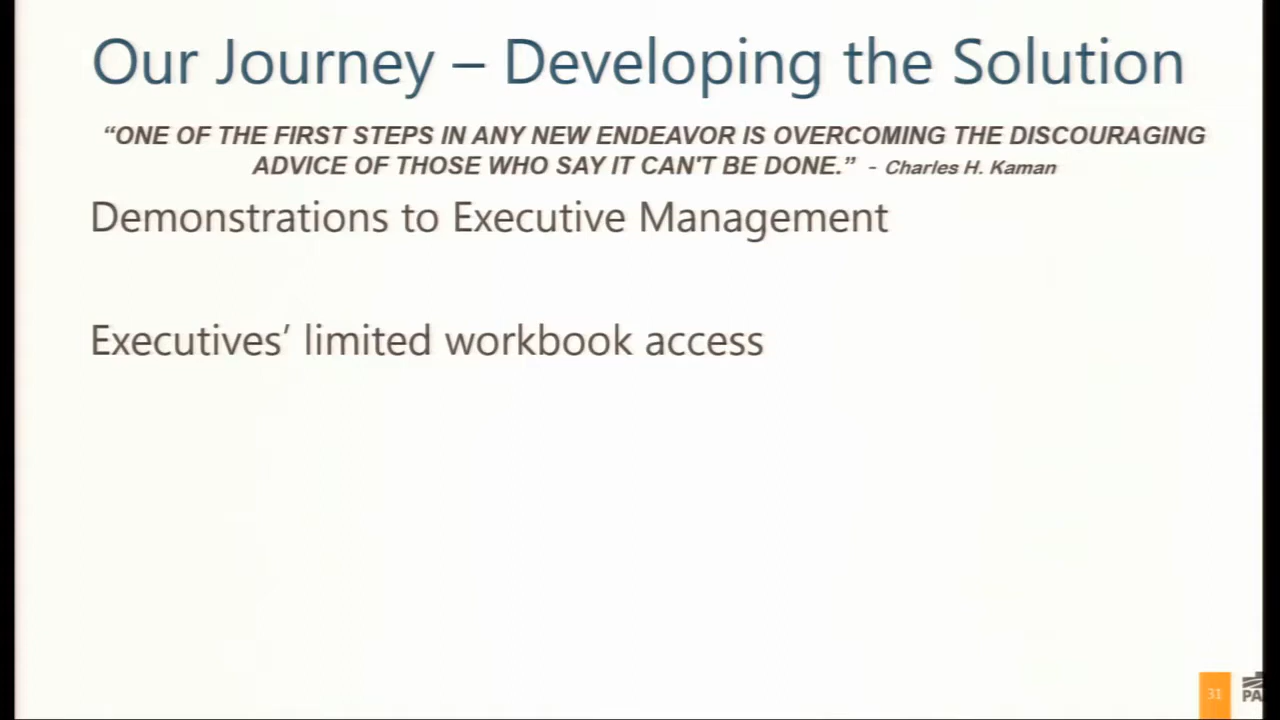 Our Journey – Developing the Solution
“ONE OF THE FIRST STEPS IN ANY NEW ENDEAVOR IS OVERCOMING THE DISCOURAGING
ADVICE OF THOSE WHO SAY IT CAN'T BE DONE.” - Charles H. Kaman
Demonstrations to Executive Management
Executives’ limited workbook access
31
PA